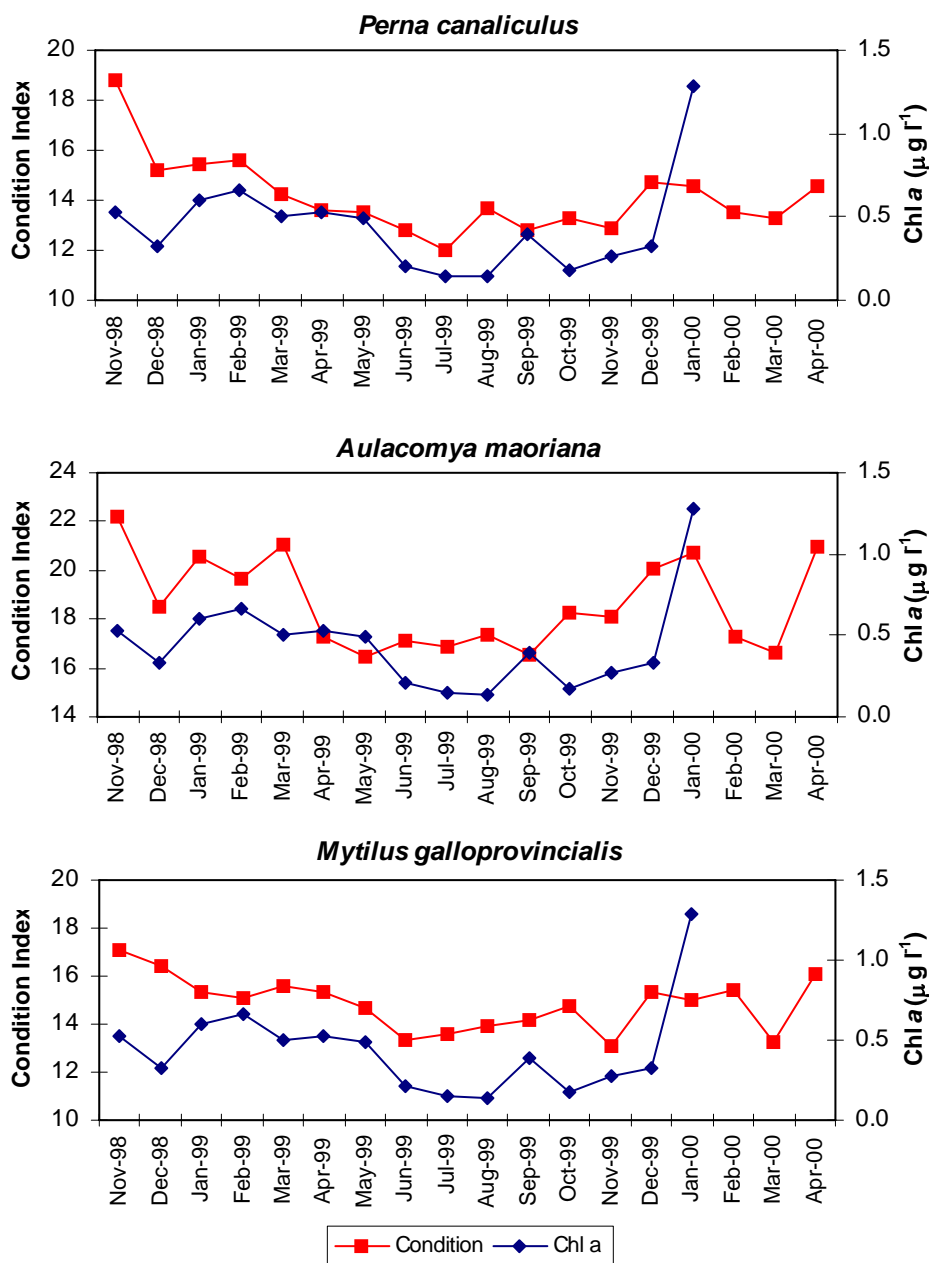 Perna canaliculus
20
18
16
14
12
10
Condition Index
1.5
1.0
0.5
0.0
Chl a (µg l-1)
Nov-98
Dec-98
Jan-99
Feb-99
Mar-99
Apr-99
May-99
Jun-99
Jul-99
Aug-99
Sep-99
Oct-99
Nov-99
Dec-99
Jan-00
Feb-00
Mar-00
Apr-00
Aulacomya maoriana
24
22
20
18
16
14
Condition Index
1.5
1.0
0.5
0.0
Chl a (µg l-1)
Nov-98
Dec-98
Jan-99
Feb-99
Mar-99
Apr-99
May-99
Jun-99
Jul-99
Aug-99
Sep-99
Oct-99
Nov-99
Dec-99
Jan-00
Feb-00
Mar-00
Apr-00
Mytilus galloprovincialis
20
18
16
14
12
10
Condition Index
1.5
1.0
0.5
0.0
Chl a (µg l-1)
Nov-98
Dec-98
Jan-99
Feb-99
Mar-99
Apr-99
May-99
Jun-99
Jul-99
Aug-99
Sep-99
Oct-99
Nov-99
Dec-99
Jan-00
Feb-00
Mar-00
Apr-00
Condition Chl a